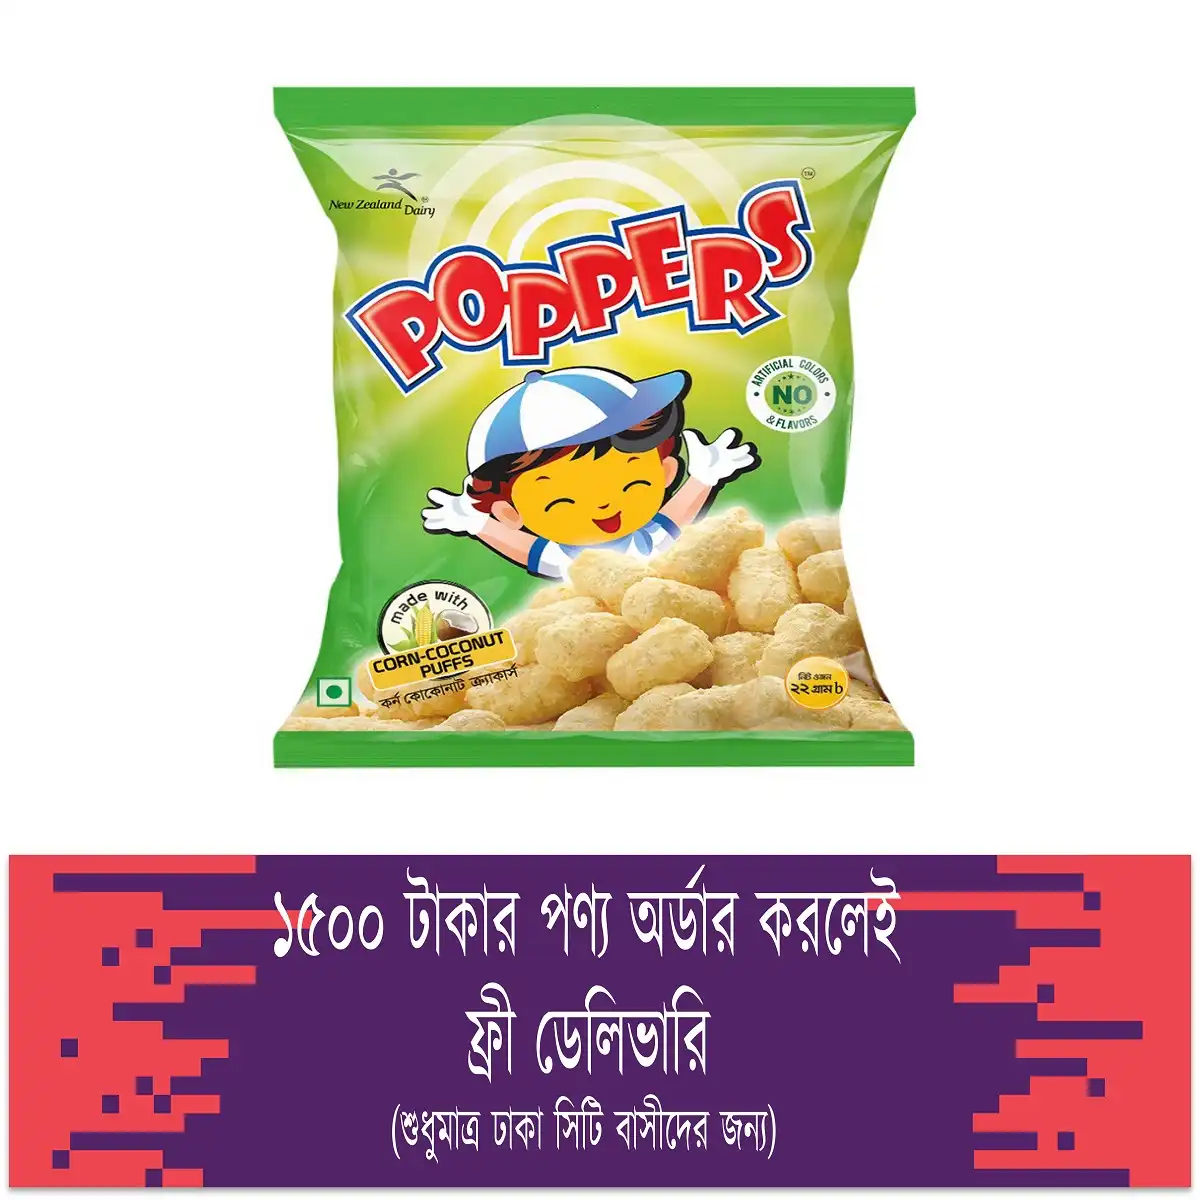 New Zealand Dairy ®
POPPERS
TM
ARTIFICIAL COLORS
NO
& FLAVORS
made with
CORN-COCONUT
PUFFS
কর্ন কোকোনাট ক্র্যাকার্স
নিট ওজন
২২ গ্রাম b
১৫০০ টাকার পণ্য অর্ডার করলেই
ফ্রী ডেলিভারি
(শুধুমাত্র ঢাকা সিটি বাসীদের জন্য)